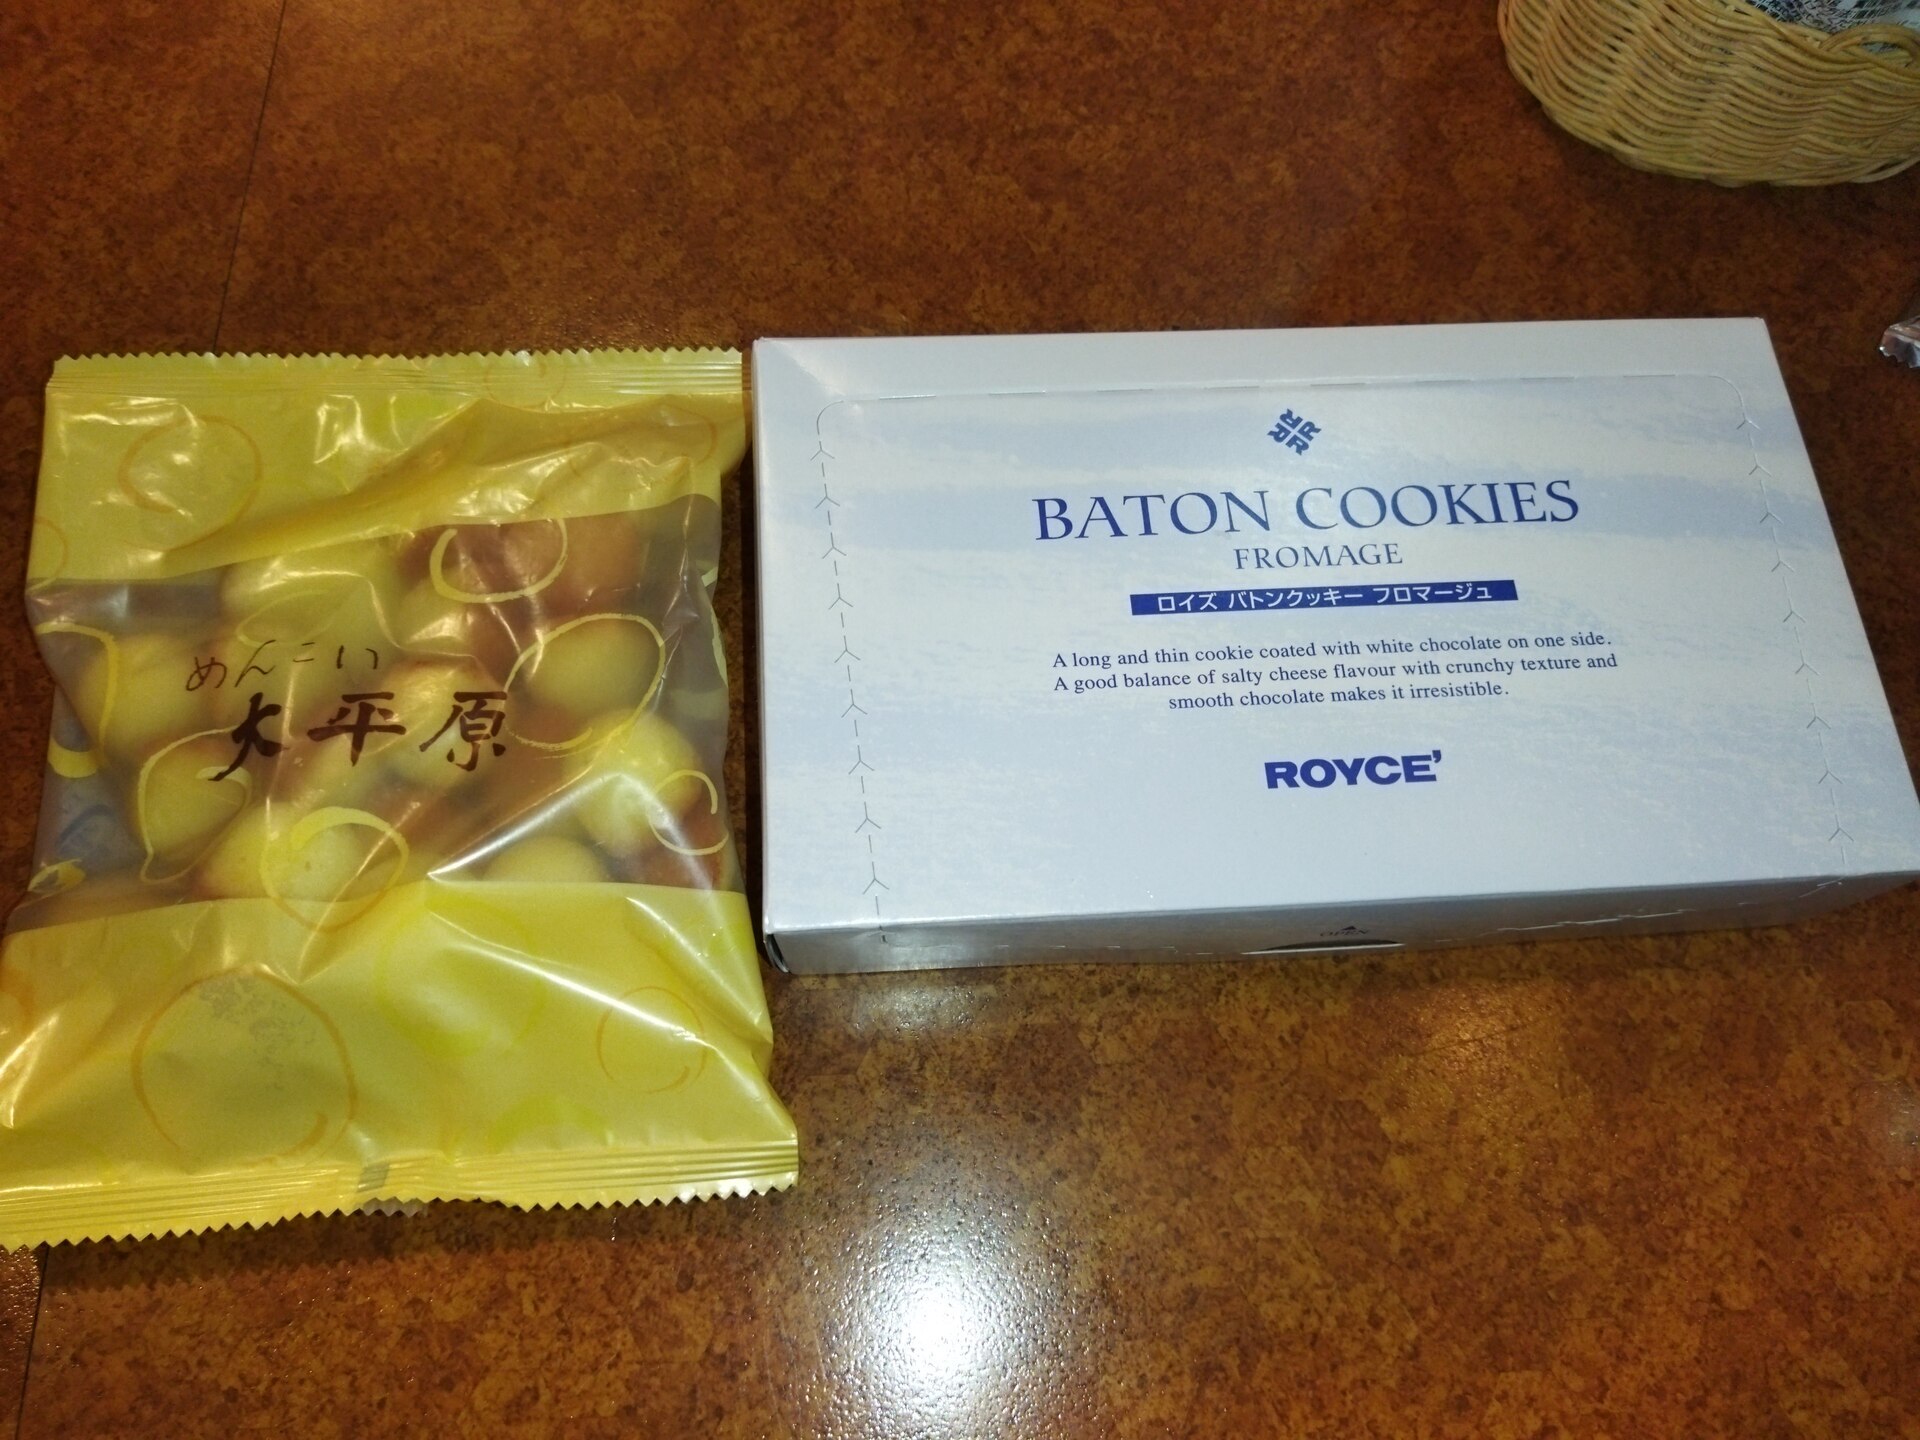 めんこい
大平原
BATON COOKIES
FROMAGE
ロイズ バトンクッキー フロマージュ
A long and thin cookie coated with white chocolate on one side.
A good balance of salty cheese flavour with crunchy texture and
smooth chocolate makes it irresistible.
ROYCE'
OPEN